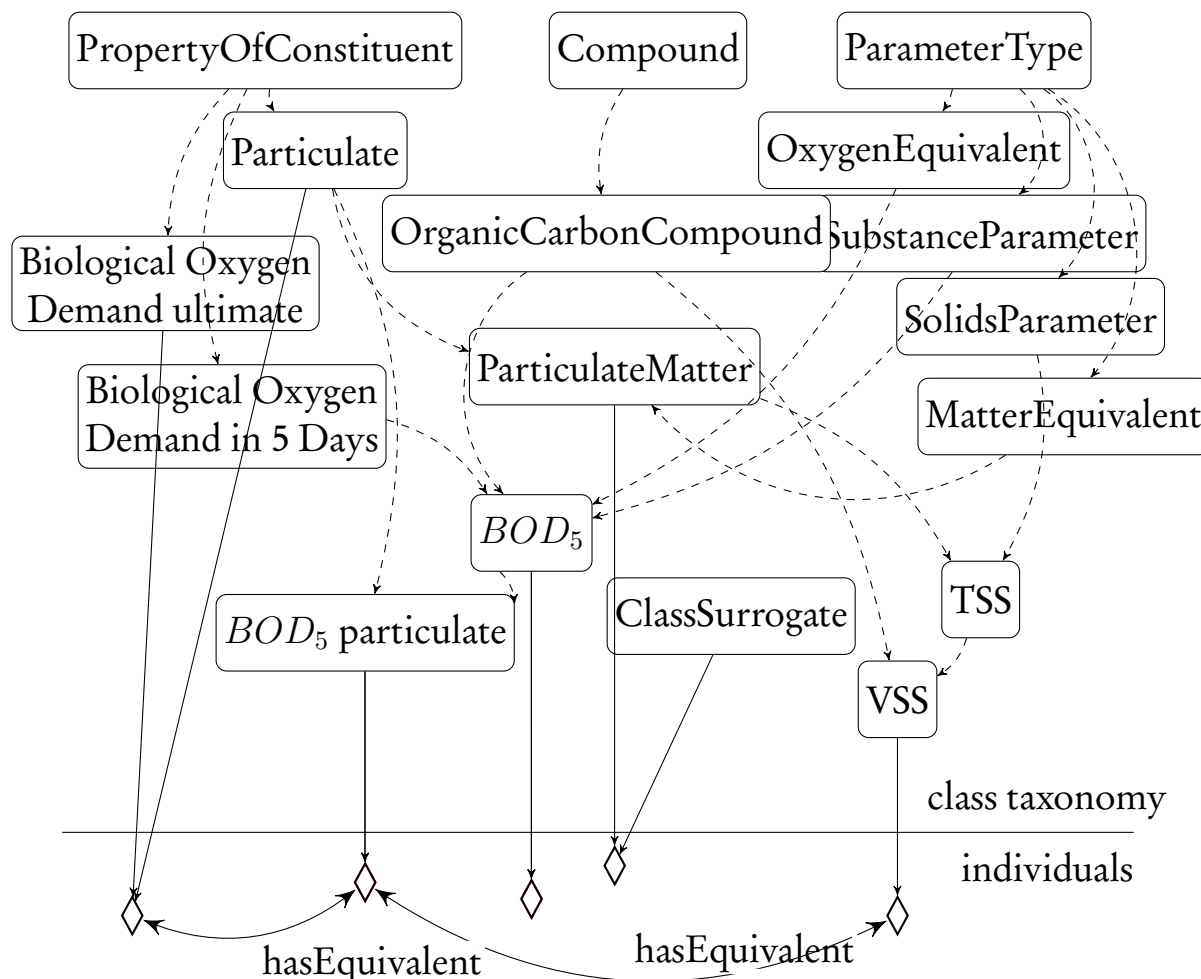 PropertyOfConstituent
Compound
ParameterType
Particulate
OxygenEquivalent
OrganicCarbonCompound
SubstanceParameter
Biological Oxygen
Demand ultimate
SolidsParameter
ParticulateMatter
Biological Oxygen
Demand in 5 Days
MatterEquivalent
BOD₅
TSS
ClassSurrogate
BOD₅ particulate
VSS
class taxonomy
individuals
hasEquivalent
hasEquivalent